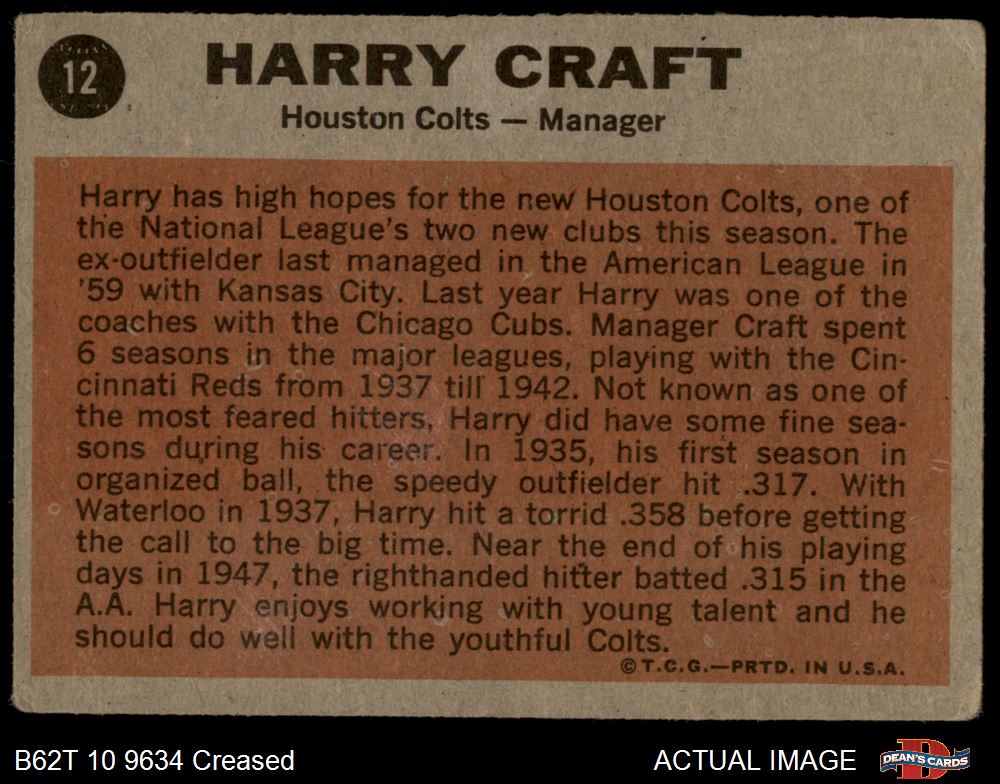 12
HARRY CRAFT
Houston Colts — Manager
Harry has high hopes for the new Houston Colts, one of
the National League's two new clubs this season. The
ex-outfielder last managed in the American League in
'59 with Kansas City. Last year Harry was one of the
coaches with the Chicago Cubs. Manager Craft spent
6 seasons in the major leagues, playing with the Cin-
cinnati Reds from 1937 till 1942. Not known as one of
the most feared hitters, Harry did have some fine sea-
sons during his career. In 1935, his first season in
organized ball, the speedy outfielder hit .317. With
Waterloo in 1937, Harry hit a torrid .358 before getting
the call to the big time. Near the end of his playing
days in 1947, the righthanded hitter batted .315 in the
A.A. Harry enjoys working with young talent and he
should do well with the youthful Colts.
©T.C.G.—PRTD. IN U.S.A.
B62T 10 9634 Creased
ACTUAL IMAGE
DEAN'S CARDS